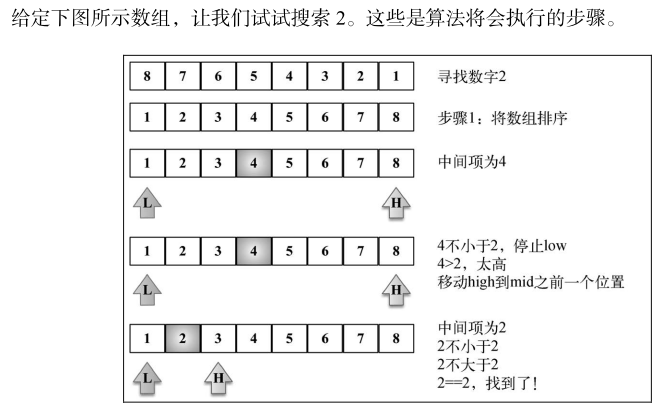 给定下图所示数组，让我们试试搜索 2。这些是算法将会执行的步骤。
8 7 6 5 4 3 2 1 寻找数字2
1 2 3 4 5 6 7 8 步骤1：将数组排序
1 2 3 4 5 6 7 8 中间项为4
L H
1 2 3 4 5 6 7 8
4不小于2，停止low
4>2，太高
移动high到mid之前一个位置
L H
1 2 3 4 5 6 7 8
中间项为2
2不小于2
2不大于2
2==2，找到了！
L H